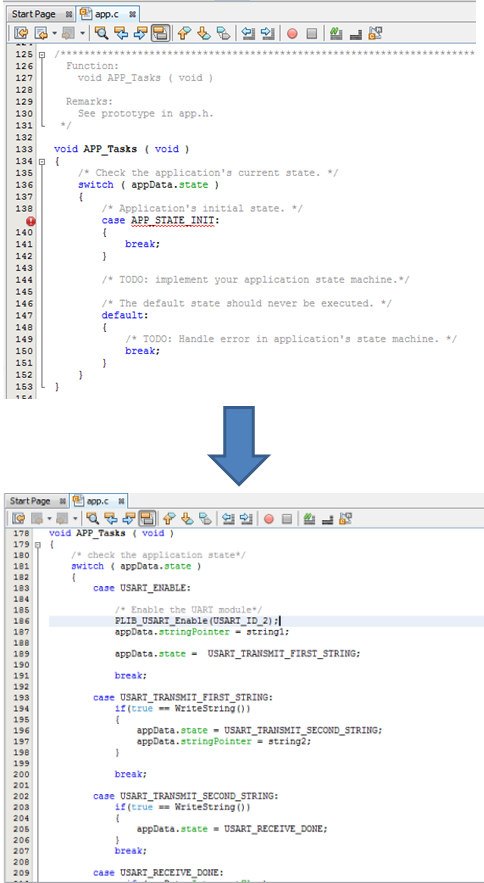 Start Page app.c
125 /***********************************************************************
126 Function:
127 void APP_Tasks ( void )
128
129 Remarks:
130 See prototype in app.h.
131 */
132
133 void APP_Tasks ( void )
134 {
135 /* Check the application's current state. */
136 switch ( appData.state )
137 {
138 /* Application's initial state. */
case APP_STATE_INIT:
140 {
141 break;
142 }
143
144 /* TODO: implement your application state machine.*/
145
146 /* The default state should never be executed. */
147 default:
148 {
149 /* TODO: Handle error in application's state machine. */
150 break;
151 }
152 }
153 }
Start Page app.c
178 void APP_Tasks ( void )
179 {
180 /* check the application state*/
181 switch ( appData.state )
182 {
183 case USART_ENABLE:
184
185 /* Enable the UART module*/
186 PLIB_USART_Enable(USART_ID_2);
187 appData.stringPointer = string1;
188
189 appData.state = USART_TRANSMIT_FIRST_STRING;
190
191 break;
192
193 case USART_TRANSMIT_FIRST_STRING:
194 if(true == WriteString())
195 {
196 appData.state = USART_TRANSMIT_SECOND_STRING;
197 appData.stringPointer = string2;
198 }
199
200 break;
201
202 case USART_TRANSMIT_SECOND_STRING:
203 if(true == WriteString())
204 {
205 appData.state = USART_RECEIVE_DONE;
206 }
207 break;
208
209 case USART_RECEIVE_DONE: